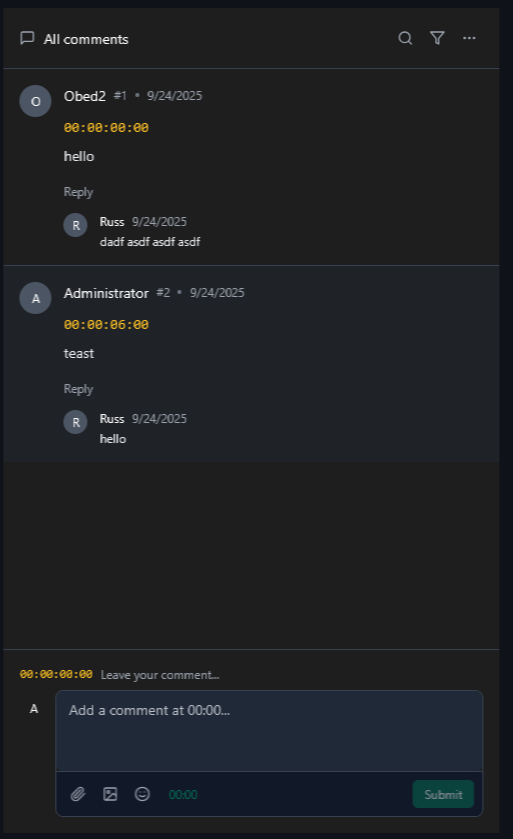 All comments
O
Obed2 #1 • 9/24/2025
00:00:00:00
hello
Reply
R
Russ 9/24/2025
dadf asdf asdf asdf
A
Administrator #2 • 9/24/2025
00:00:06:00
teast
Reply
R
Russ 9/24/2025
hello
00:00:00:00 Leave your comment...
A
Add a comment at 00:00...
00:00
Submit